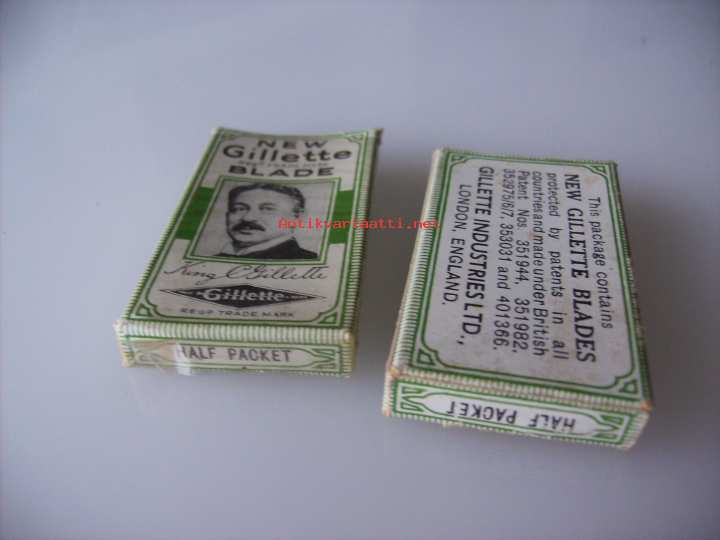 NEW
Gillette
BLADE
King C Gillette
Gillette
REGD TRADE MARK
HALF PACKET
Antikvariaatti.net
This package contains
NEW GILLETTE BLADES
protected by patents in all
countries and made under British
Patent Nos. 351944, 351982,
352975/6/7, 353031 and 401366.
GILLETTE INDUSTRIES LTD.,
LONDON, ENGLAND.
HALF PACKET